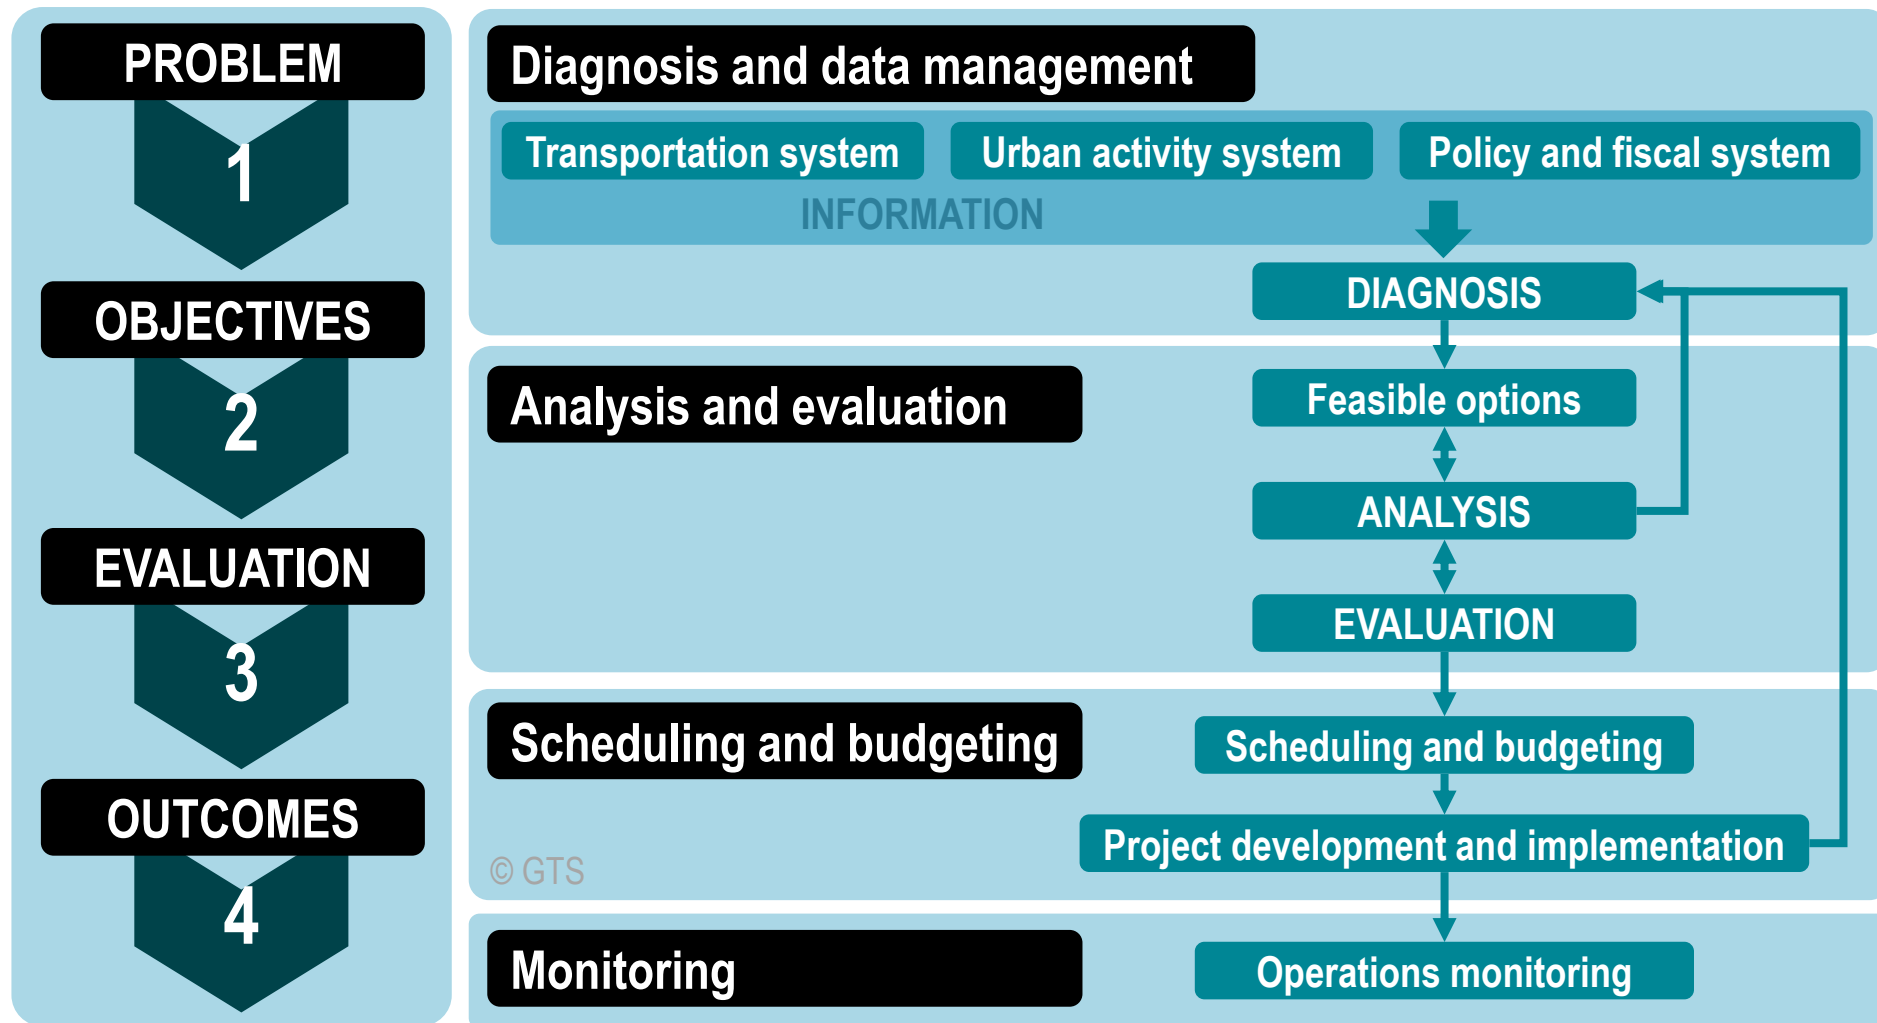 PROBLEM
1
OBJECTIVES
2
EVALUATION
3
OUTCOMES
4
Diagnosis and data management
Transportation system
Urban activity system
Policy and fiscal system
INFORMATION
DIAGNOSIS
Analysis and evaluation
Feasible options
ANALYSIS
EVALUATION
Scheduling and budgeting
Scheduling and budgeting
Project development and implementation
© GTS
Monitoring
Operations monitoring